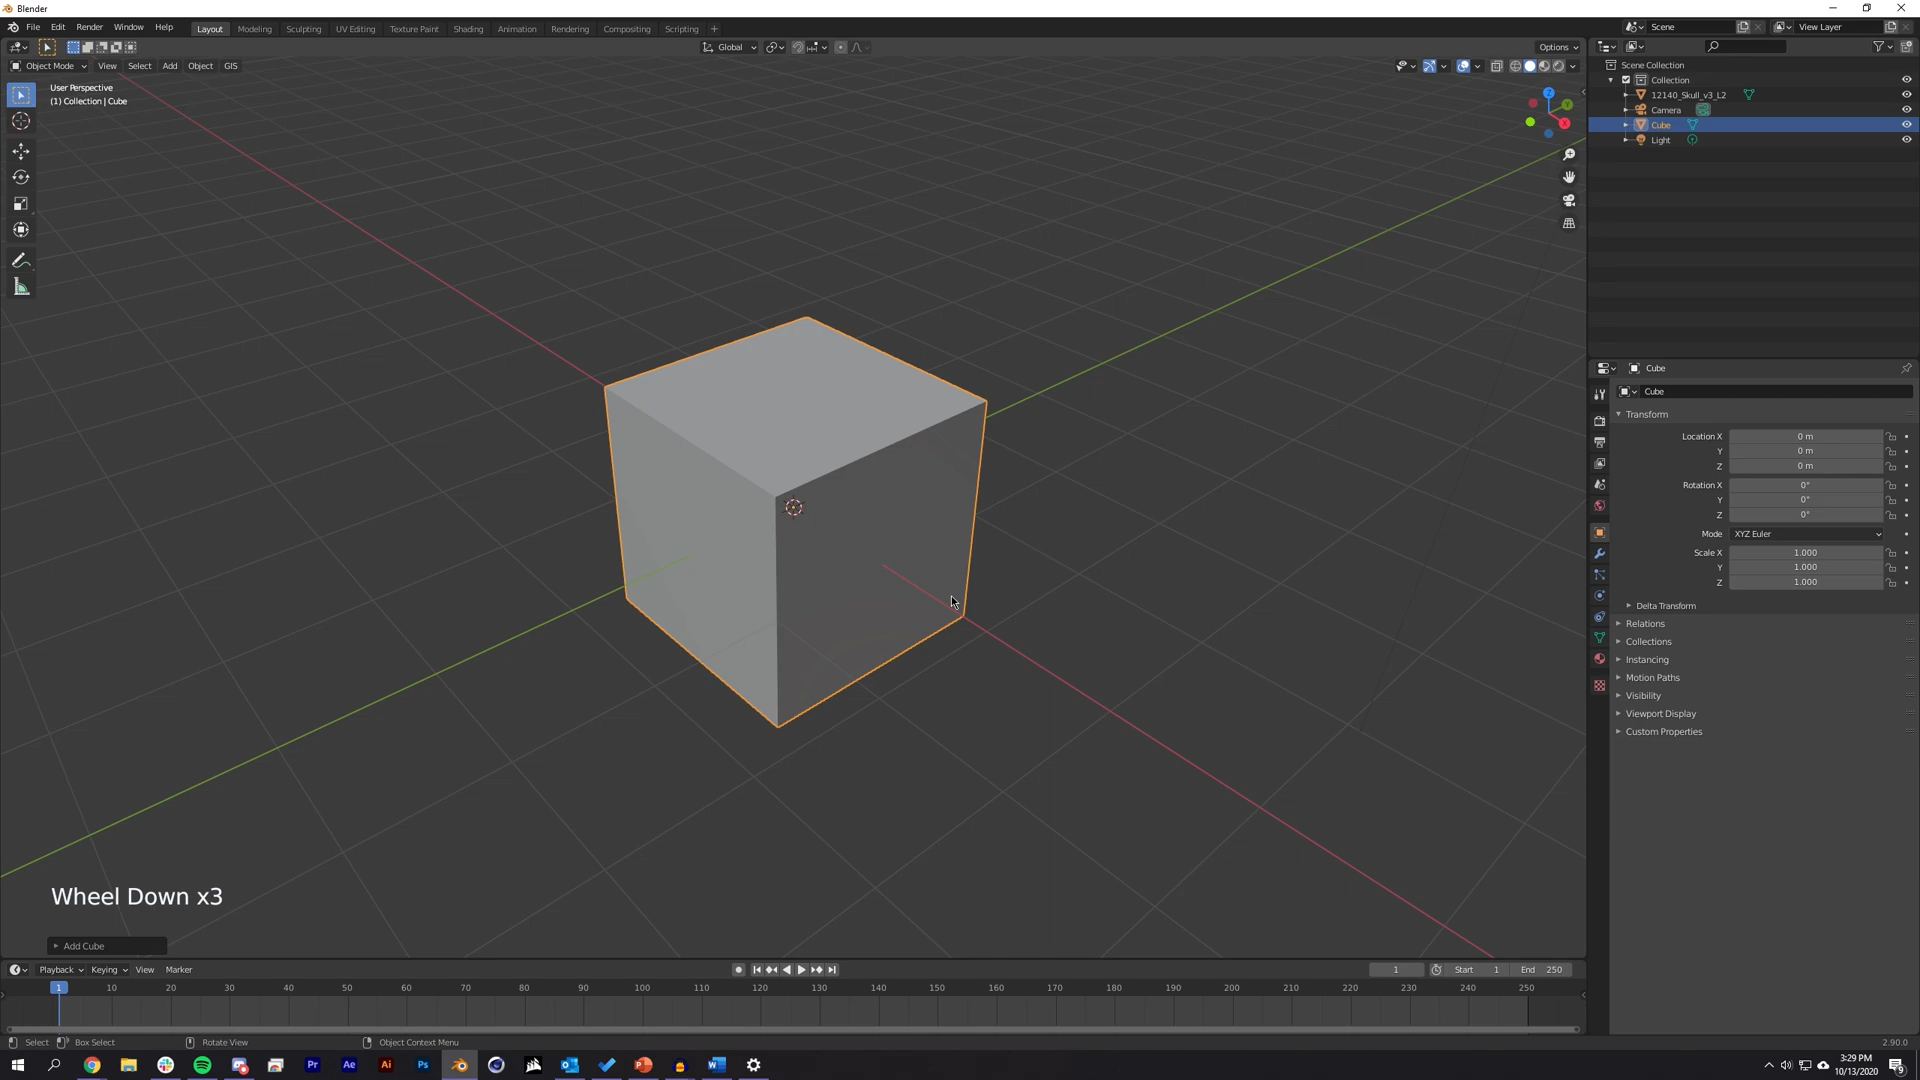 Blender
File Edit Render Window Help
Layout Modeling Sculpting UV Editing Texture Paint Shading Animation Rendering Compositing Scripting +
Scene
View Layer
Global
Options
Object Mode View Select Add Object GIS
User Perspective
(1) Collection | Cube
Z
Y
X
Scene Collection
Collection
12140_Skull_v3_L2
Camera
Cube
Light
Cube
Cube
Transform
Location X 0 m
Y 0 m
Z 0 m
Rotation X 0°
Y 0°
Z 0°
Mode XYZ Euler
Scale X 1.000
Y 1.000
Z 1.000
Delta Transform
Relations
Collections
Instancing
Motion Paths
Visibility
Viewport Display
Custom Properties
Wheel Down x3
Add Cube
Playback Keying View Marker
1 Start 1 End 250
1 10 20 30 40 50 60 70 80 90 100 110 120 130 140 150 160 170 180 190 200 210 220 230 240 250
Select Box Select Rotate View Object Context Menu 2.90.0
Pr Ae Ai Ps
3:29 PM
10/13/2020